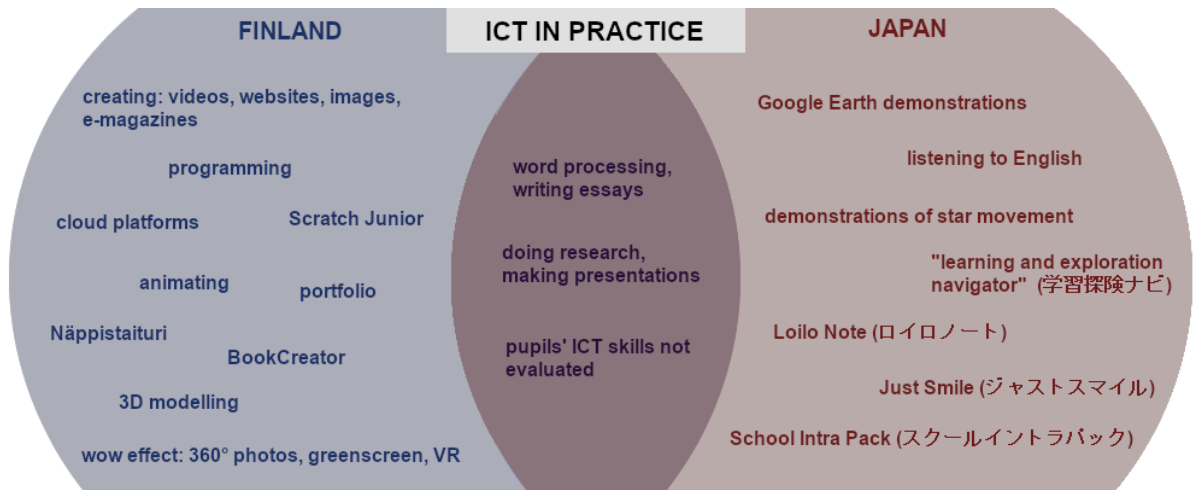 FINLAND
ICT IN PRACTICE
JAPAN
creating: videos, websites, images,
e-magazines
programming
cloud platforms
Scratch Junior
animating
portfolio
Näppistaituri
BookCreator
3D modelling
wow effect: 360° photos, greenscreen, VR
word processing,
writing essays
doing research,
making presentations
pupils' ICT skills not
evaluated
Google Earth demonstrations
listening to English
demonstrations of star movement
"learning and exploration
navigator" (学習探険ナビ)
Loilo Note (ロイロノート)
Just Smile (ジャストスマイル)
School Intra Pack (スクールイントラパック)